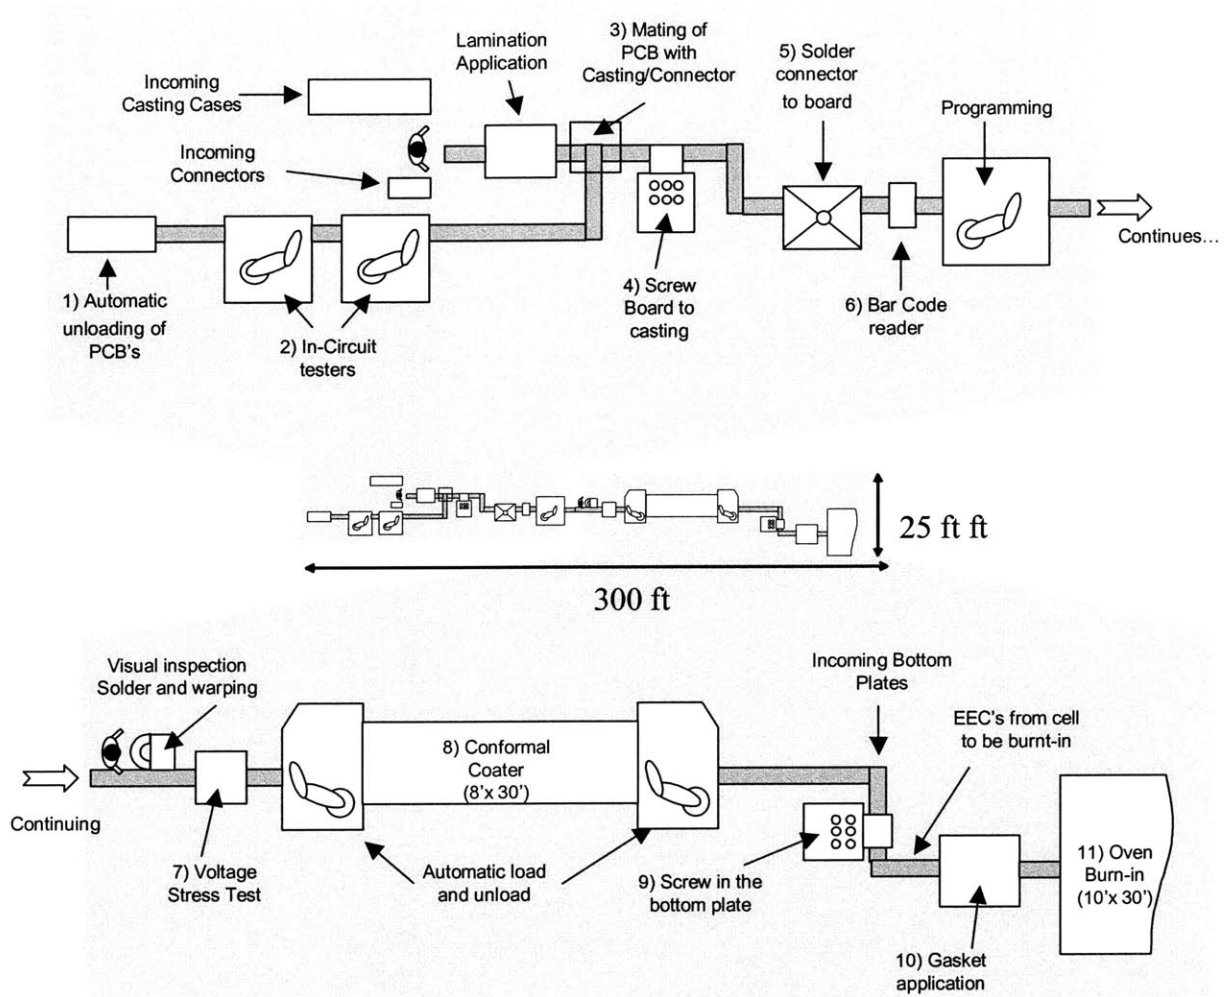 Lamination
Application
3) Mating of
PCB with
Casting/Connector
5) Solder
connector
to board
Programming
Incoming
Casting Cases
Incoming
Connectors
Continues…
1) Automatic
unloading of
PCB's
2) In-Circuit
testers
4) Screw
Board to
casting
6) Bar Code
reader
25 ft ft
300 ft
Visual inspection
Solder and warping
Incoming Bottom
Plates
EEC's from cell
to be burnt-in
8) Conformal
Coater
(8'x 30')
Continuing
7) Voltage
Stress Test
Automatic load
and unload
9) Screw in the
bottom plate
11) Oven
Burn-in
(10'x 30')
10) Gasket
application